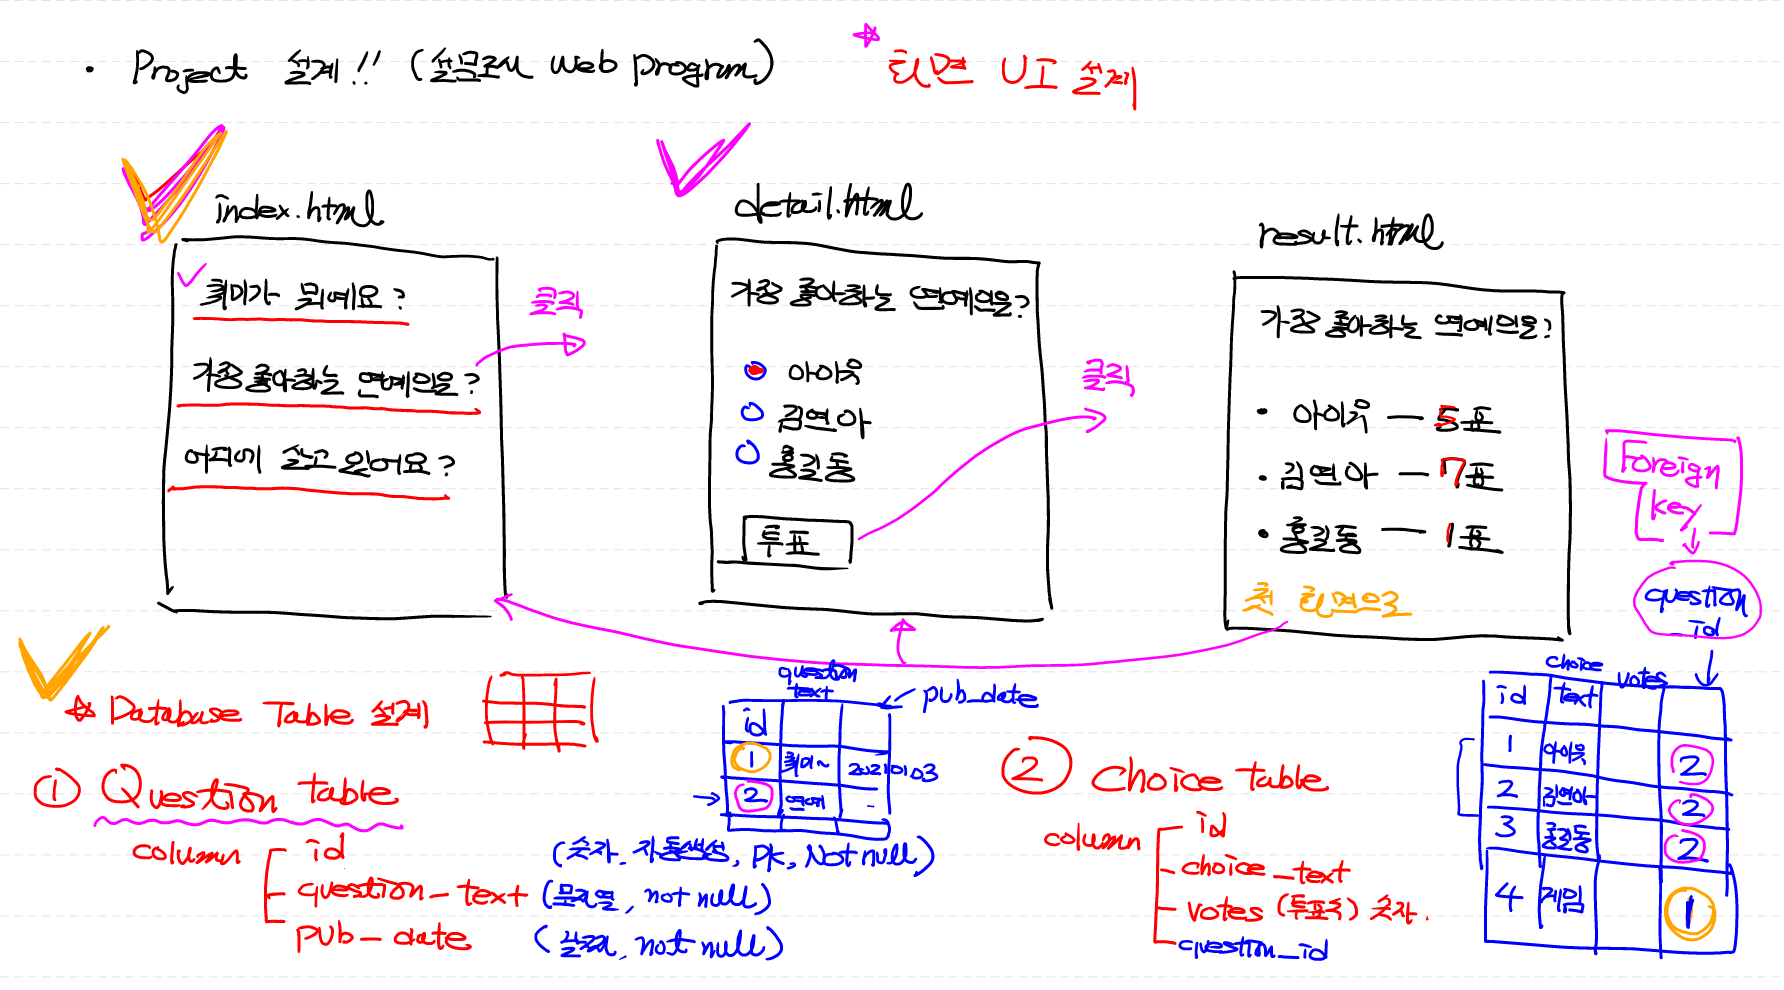 · Project 설계!! (설문조사 Web program)
☆ 화면 UI 설계
index.html
취미가 뭐예요?
가장 좋아하는 연예인은?
어디에 살고 있어요?
클릭
detail.html
가장 좋아하는 연예인은?
아이유
김연아
홍길동
투표
클릭
result.html
가장 좋아하는 연예인은?
· 아이유 — 5표
· 김연아 — 7표
· 홍길동 — 1표
첫 화면으로
☆ Database Table 설계
① Question table
column
id (숫자, 자동생성, PK, Not null)
question_text (문자열, not null)
pub_date (날짜, not null)
question text
pub_date
id
1 취미~ 20210103
2 연예 -
② Choice table
column
id
choice_text
votes (투표수) 숫자.
question_id
Foreign key
question_id
id choice text votes
1 아이유 2
2 김연아 2
3 홍길동 2
4 게임 1